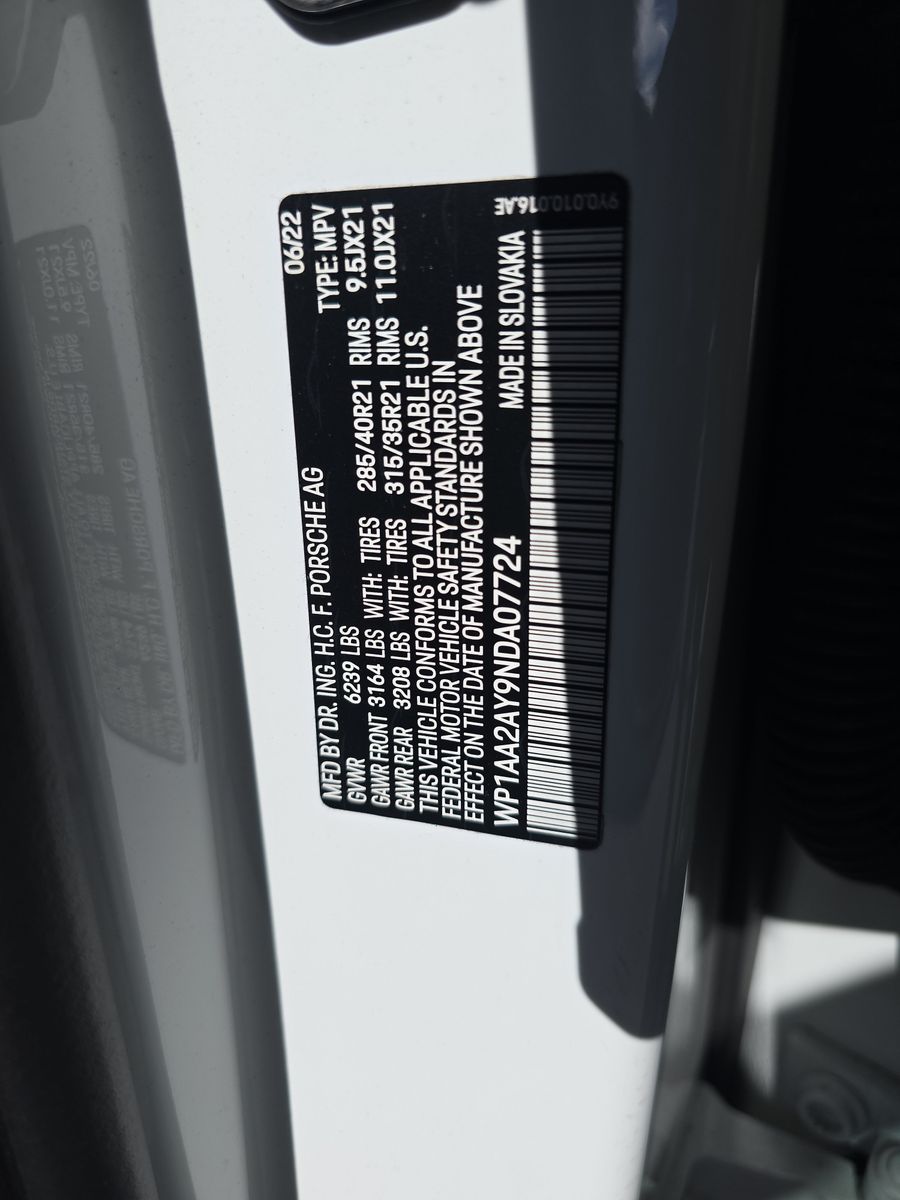 MFD BY DR. ING. H.C. F. PORSCHE AG 06/22
GVWR 6239 LBS TYPE: MPV
GAWR FRONT 3164 LBS WITH: TIRES 285/40R21 RIMS 9.5JX21
GAWR REAR 3208 LBS WITH: TIRES 315/35R21 RIMS 11.0JX21
THIS VEHICLE CONFORMS TO ALL APPLICABLE U.S.
FEDERAL MOTOR VEHICLE SAFETY STANDARDS IN
EFFECT ON THE DATE OF MANUFACTURE SHOWN ABOVE
WP1AA2AY9NDA07724 MADE IN SLOVAKIA
9Y0.010.016.AE